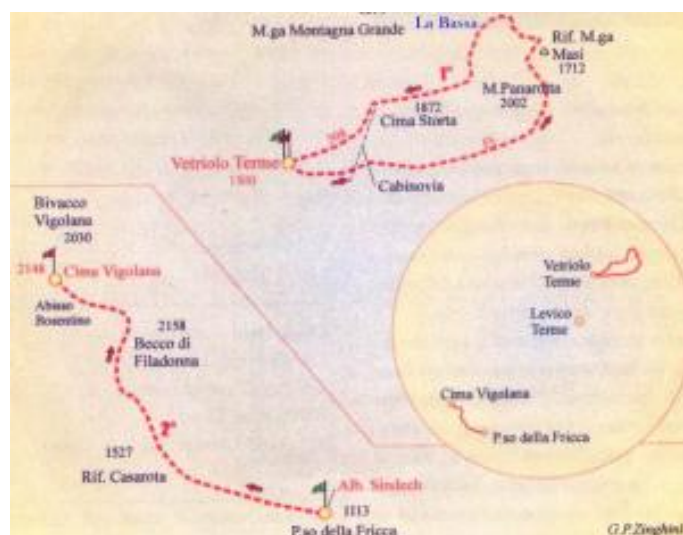 M.ga Montagna Grande
La Bassa
Rif. M.ga
Masi
1712
1°
M.Panarotta
2002
1872
Cima Storta
Vetriolo Terme
1500
Cabinovia
Bivacco
Vigolana
2030
2148
Cima Vigolana
Abisso
Rosentino
2158
Becco di
Filadonna
2°
1527
Rif. Casarota
Alb. Sindech
1113
P.so della Fricca
Vetriolo
Terme
Levico
Terme
Cima Vigolana
P.so della Fricca
G.P.Zinghini